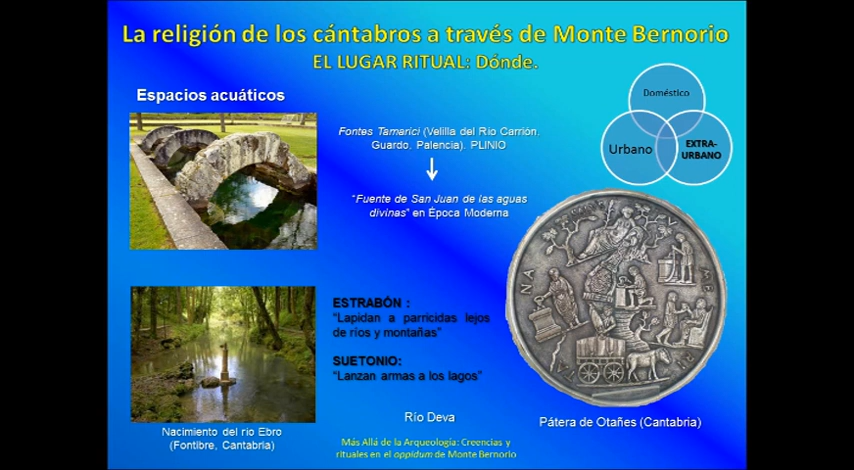 La religión de los cántabros a través de Monte Bernorio
EL LUGAR RITUAL: Dónde.
Espacios acuáticos
Doméstico
Urbano
EXTRA-
URBANO
Fontes Tamarici (Velilla del Río Carrión.
Guardo, Palencia). PLINIO
“Fuente de San Juan de las aguas
divinas” en Época Moderna
ESTRABÓN :
“Lapidan a parricidas lejos
de ríos y montañas”
SUETONIO:
“Lanzan armas a los lagos”
Río Deva
Nacimiento del río Ebro
(Fontibre, Cantabria)
Pátera de Otañes (Cantabria)
Más Allá de la Arqueología: Creencias y
rituales en el oppidum de Monte Bernorio